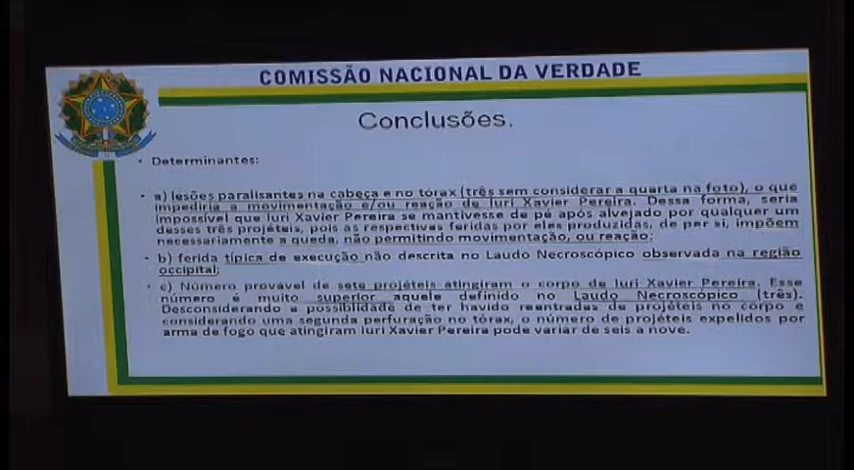 COMISSÃO NACIONAL DA VERDADE
Conclusões.
• Determinantes:
• a) lesões paralisantes na cabeça e no tórax (três sem considerar a quarta na foto), o que
impediria a movimentação e/ou reação de Iuri Xavier Pereira. Dessa forma, seria
impossível que Iuri Xavier Pereira se mantivesse de pé após alvejado por qualquer um
desses três projéteis, pois as respectivas feridas por eles produzidas, de per si, impõem
necessariamente a queda, não permitindo movimentação, ou reação;
• b) ferida típica de execução não descrita no Laudo Necroscópico observada na região
occipital;
• c) Número provável de sete projéteis atingiram o corpo de Iuri Xavier Pereira. Esse
número é muito superior aquele definido no Laudo Necroscópico (três).
Desconsiderando a possibilidade de ter havido reentradas de projéteis no corpo e
considerando uma segunda perfuração no tórax, o número de projéteis expelidos por
arma de fogo que atingiram Iuri Xavier Pereira pode variar de seis a nove.